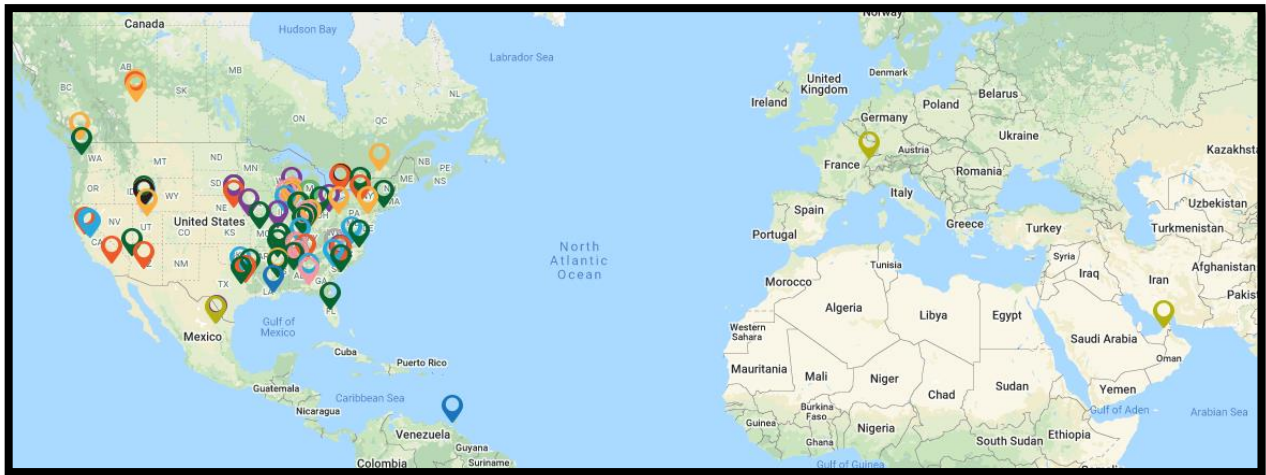 Canada
Hudson Bay
Labrador Sea
AB
BC
MB
SK
NL
ON
QC
NB
PE
NS
WA
MT
ND
MN
ME
OR
ID
SD
WY
NE
NV
UT
CO
KS
United States
PA
MA
CA
NM
TX
GA
FL
Gulf of
Mexico
Mexico
Cuba
Puerto Rico
Guatemala
Caribbean Sea
Nicaragua
Venezuela
Guyana
Suriname
Colombia
North
Atlantic
Ocean
Norway
United
Kingdom
Denmark
Ireland
Belarus
Poland
Germany
Ukraine
France
Austria
Kazakhsta
Romania
Italy
Spain
Portugal
Greece
Turkey
Uzbekistan
Turkmenistan
Syria
Tunisia
Iraq
Iran
Afghanistan
Morocco
Pakis
Algeria
Libya
Egypt
Western
Sahara
Saudi Arabia
Oman
Mauritania
Mali
Niger
Chad
Sudan
Yemen
Gulf of Aden
Arabian Sea
Burkina
Faso
Guinea
Ghana
Nigeria
South Sudan
Ethiopia
Gulf of Guinea